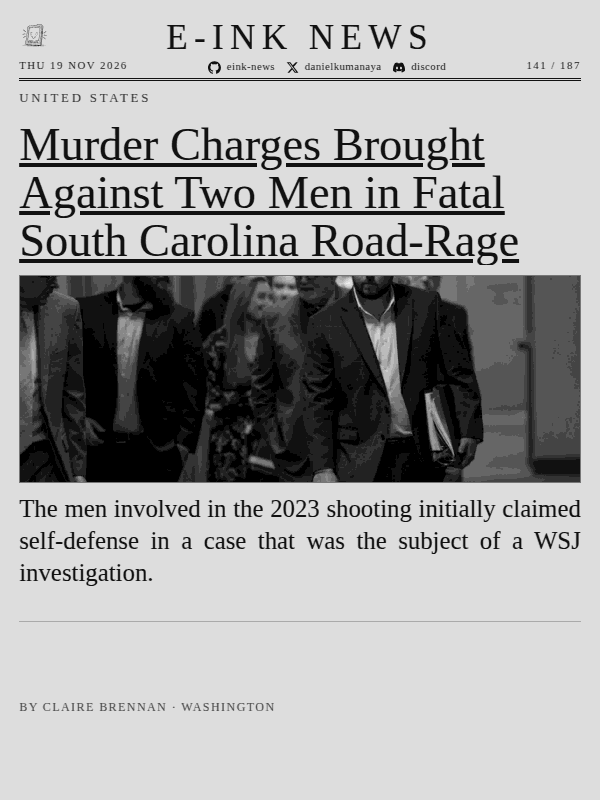 E-INK NEWS
THU 19 NOV 2026
eink-news
danielkumanaya
discord
141 / 187
UNITED STATES
Murder Charges Brought
Against Two Men in Fatal
South Carolina Road-Rage
The men involved in the 2023 shooting initially claimed
self-defense in a case that was the subject of a WSJ
investigation.
BY CLAIRE BRENNAN · WASHINGTON